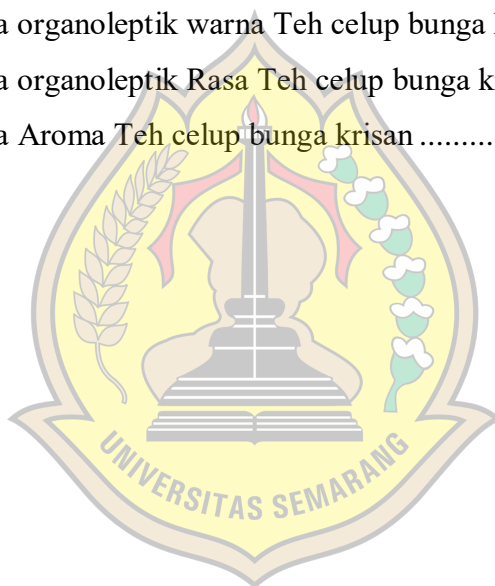 a organoleptik warna Teh celup bunga
a organoleptik Rasa Teh celup bunga k
a Aroma Teh celup bunga krisan .........
UNIVERSITAS SEMARANG